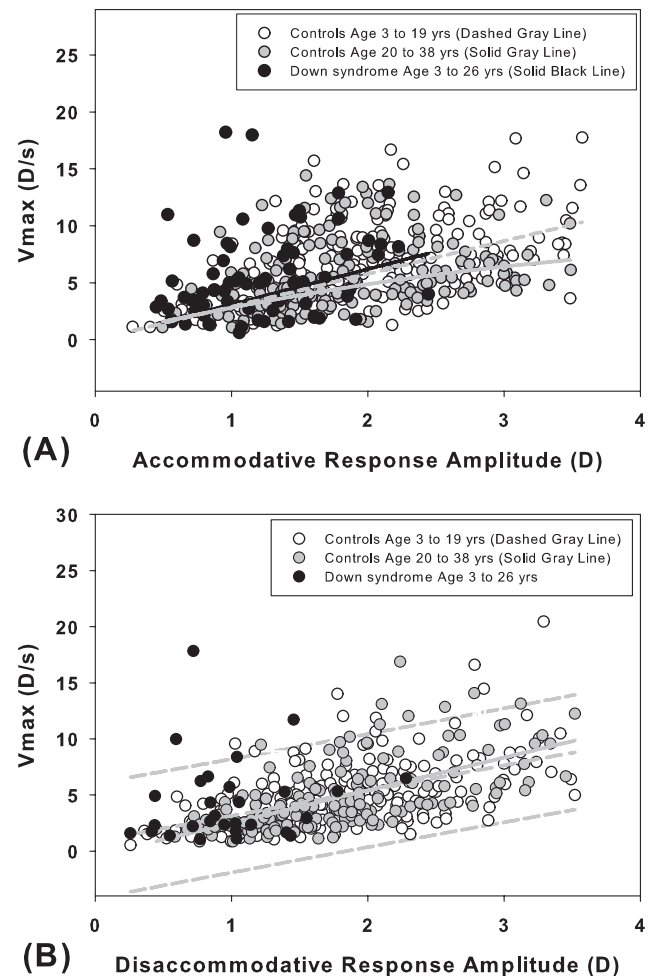 Controls Age 3 to 19 yrs (Dashed Gray Line)
Controls Age 20 to 38 yrs (Solid Gray Line)
Down syndrome Age 3 to 26 yrs (Solid Black Line)
Vmax (D/s)
25
20
15
10
5
0
0 1 2 3 4
(A) Accommodative Response Amplitude (D)
Controls Age 3 to 19 yrs (Dashed Gray Line)
Controls Age 20 to 38 yrs (Solid Gray Line)
Down syndrome Age 3 to 26 yrs
Vmax (D/s)
30
25
20
15
10
5
0
0 1 2 3 4
(B) Disaccommodative Response Amplitude (D)